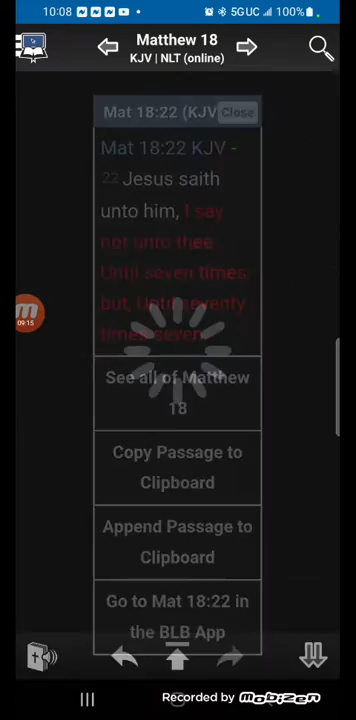 10:08 5GUC 100%
Matthew 18
KJV | NLT (online)
Mat 18:22 (KJV Close
Mat 18:22 KJV -
22 Jesus saith
unto him, I say
not unto thee
Until seven times:
but, Until seventy
times seven
See all of Matthew
18
Copy Passage to
Clipboard
Append Passage to
Clipboard
Go to Mat 18:22 in
the BLB App
09:15
Recorded by MOBIZEN